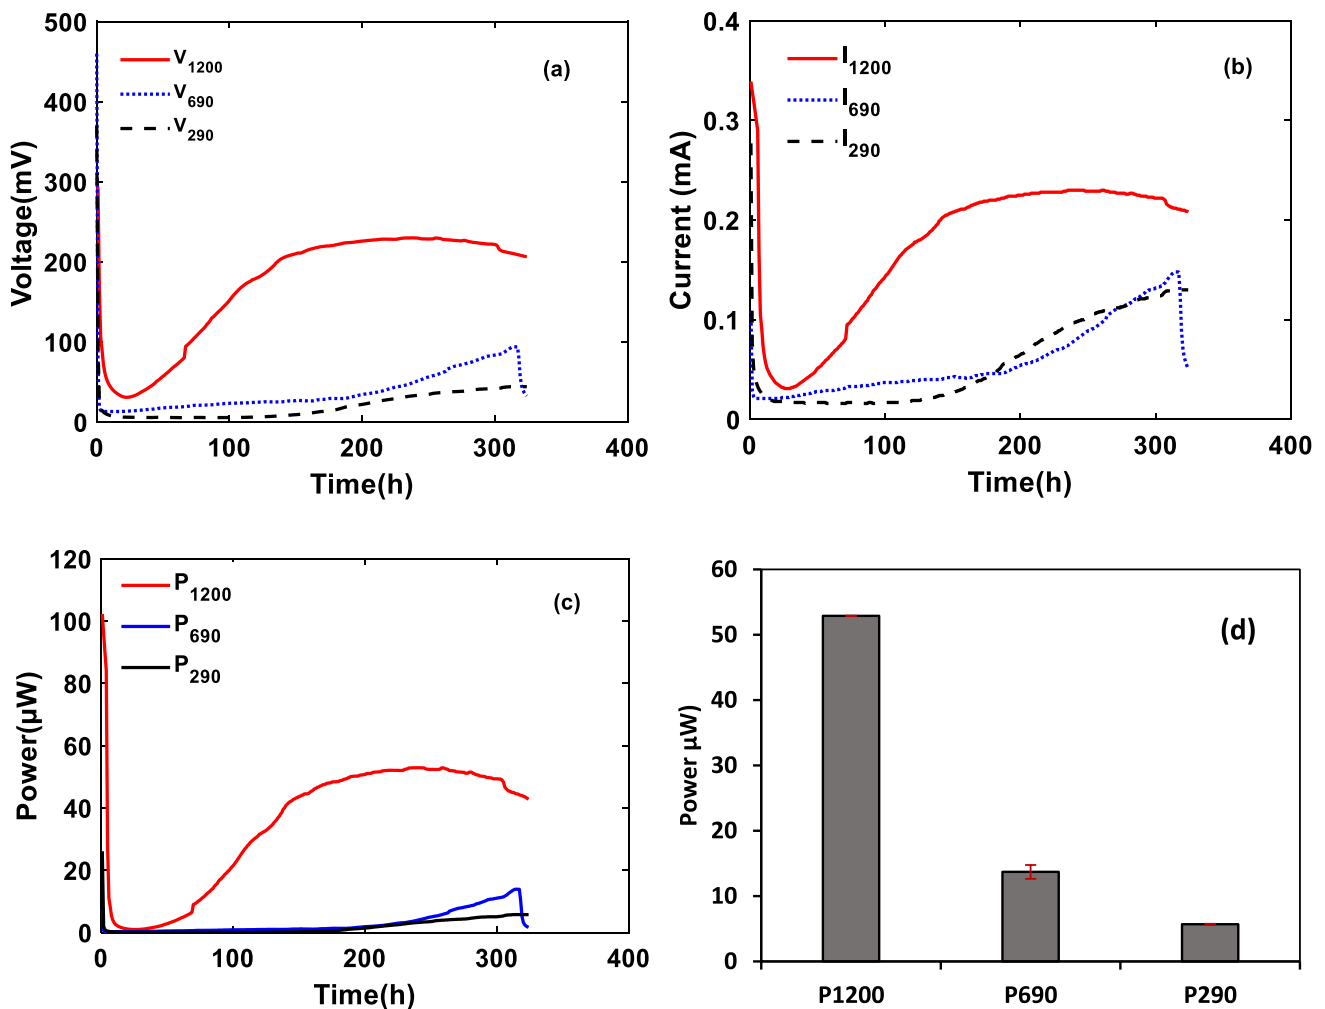 500
400
300
200
100
0
0 100 200 300 400
Voltage(mV)
Time(h)
V1200
V690
V290
(a)
0.4
0.3
0.2
0.1
0
0 100 200 300 400
Current (mA)
Time(h)
I1200
I690
I290
(b)
120
100
80
60
40
20
0
0 100 200 300 400
Power(µW)
Time(h)
P1200
P690
P290
(c)
60
50
40
30
20
10
0
Power µW
P1200 P690 P290
(d)